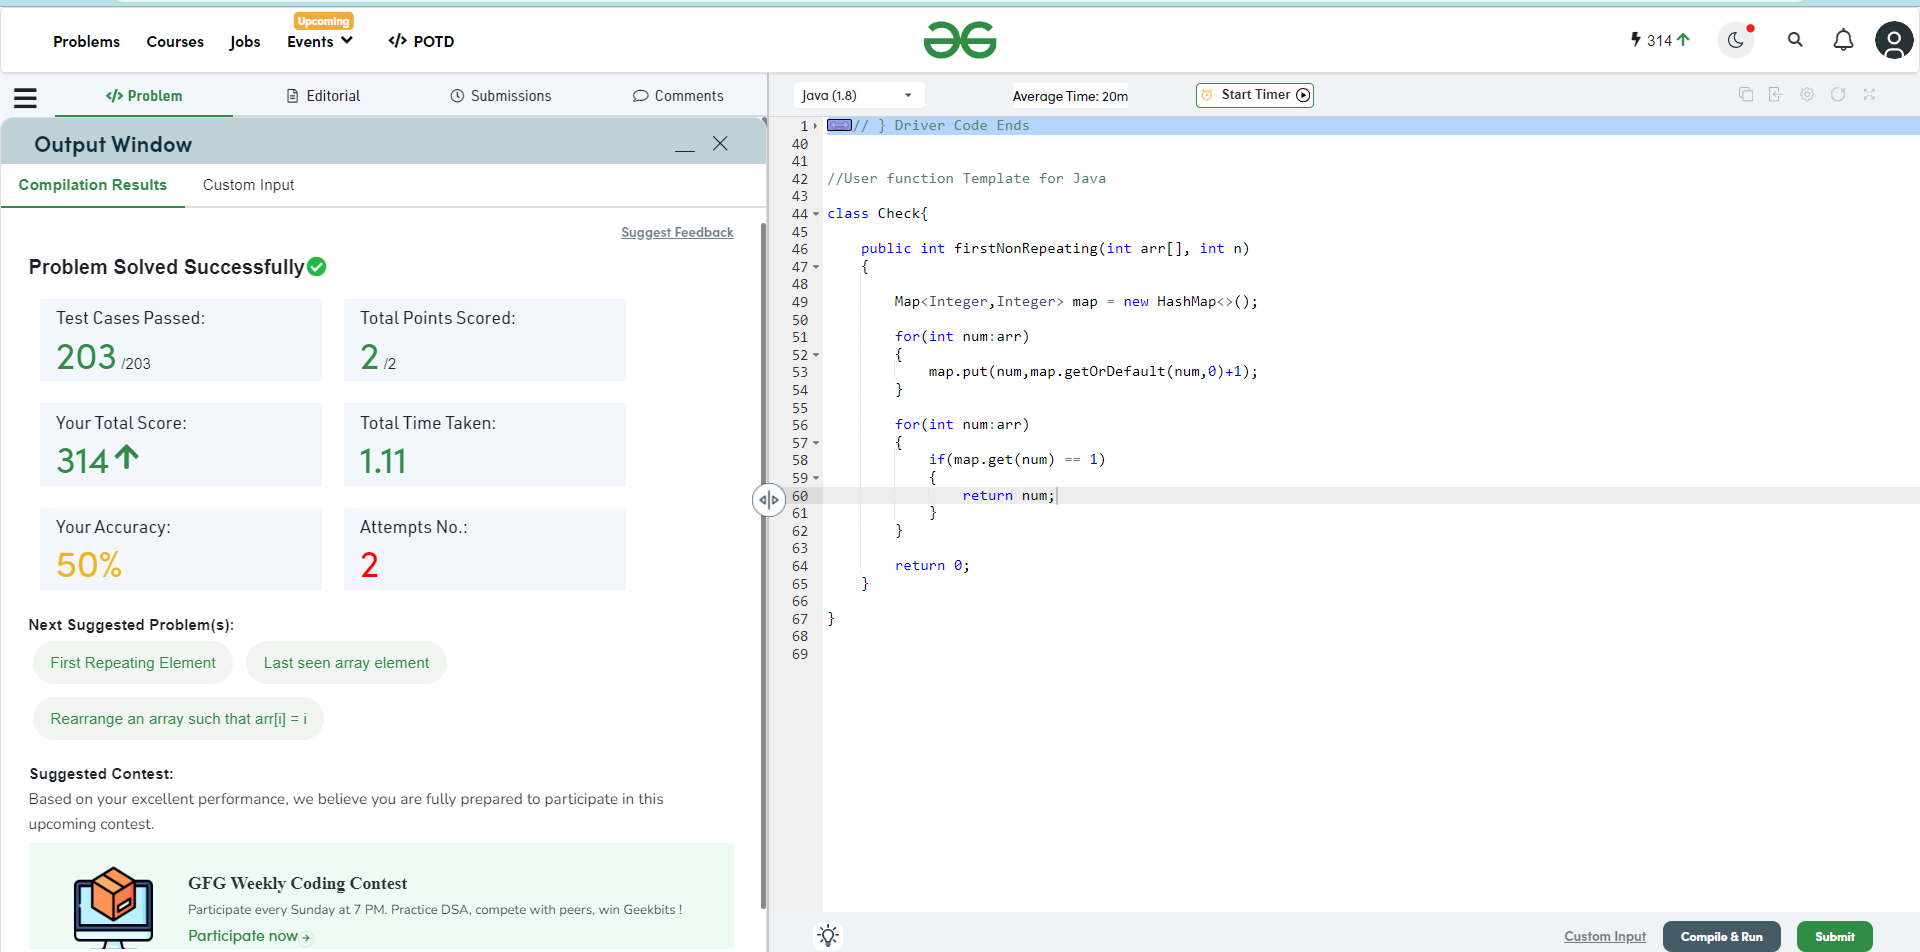 Problems Courses Jobs Upcoming Events </> POTD
314
</> Problem Editorial Submissions Comments
Output Window
Compilation Results Custom Input
Suggest Feedback
Problem Solved Successfully
Test Cases Passed: Total Points Scored:
203 /203 2 /2
Your Total Score: Total Time Taken:
314 1.11
Your Accuracy: Attempts No.:
50% 2
Next Suggested Problem(s):
First Repeating Element Last seen array element
Rearrange an array such that arr[i] = i
Suggested Contest:
Based on your excellent performance, we believe you are fully prepared to participate in this
upcoming contest.
GFG Weekly Coding Contest
Participate every Sunday at 7 PM. Practice DSA, compete with peers, win Geekbits !
Participate now
Java (1.8) Average Time: 20m Start Timer
1 // } Driver Code Ends
40
41
42 //User function Template for Java
43
44 class Check{
45
46 public int firstNonRepeating(int arr[], int n)
47 {
48
49 Map<Integer,Integer> map = new HashMap<>();
50
51 for(int num:arr)
52 {
53 map.put(num,map.getOrDefault(num,0)+1);
54 }
55
56 for(int num:arr)
57 {
58 if(map.get(num) == 1)
59 {
60 return num;
61 }
62 }
63
64 return 0;
65 }
66
67 }
68
69
Custom Input Compile & Run Submit